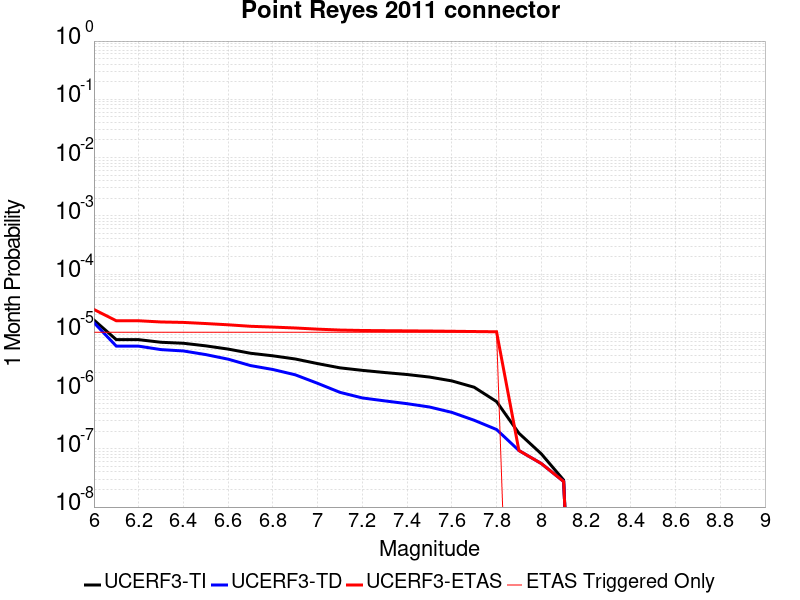 Point Reyes 2011 connector
10^0
10^-1
10^-2
10^-3
10^-4
10^-5
10^-6
10^-7
10^-8
1 Month Probability
6 6.2 6.4 6.6 6.8 7 7.2 7.4 7.6 7.8 8 8.2 8.4 8.6 8.8 9
Magnitude
UCERF3-TI UCERF3-TD UCERF3-ETAS ETAS Triggered Only